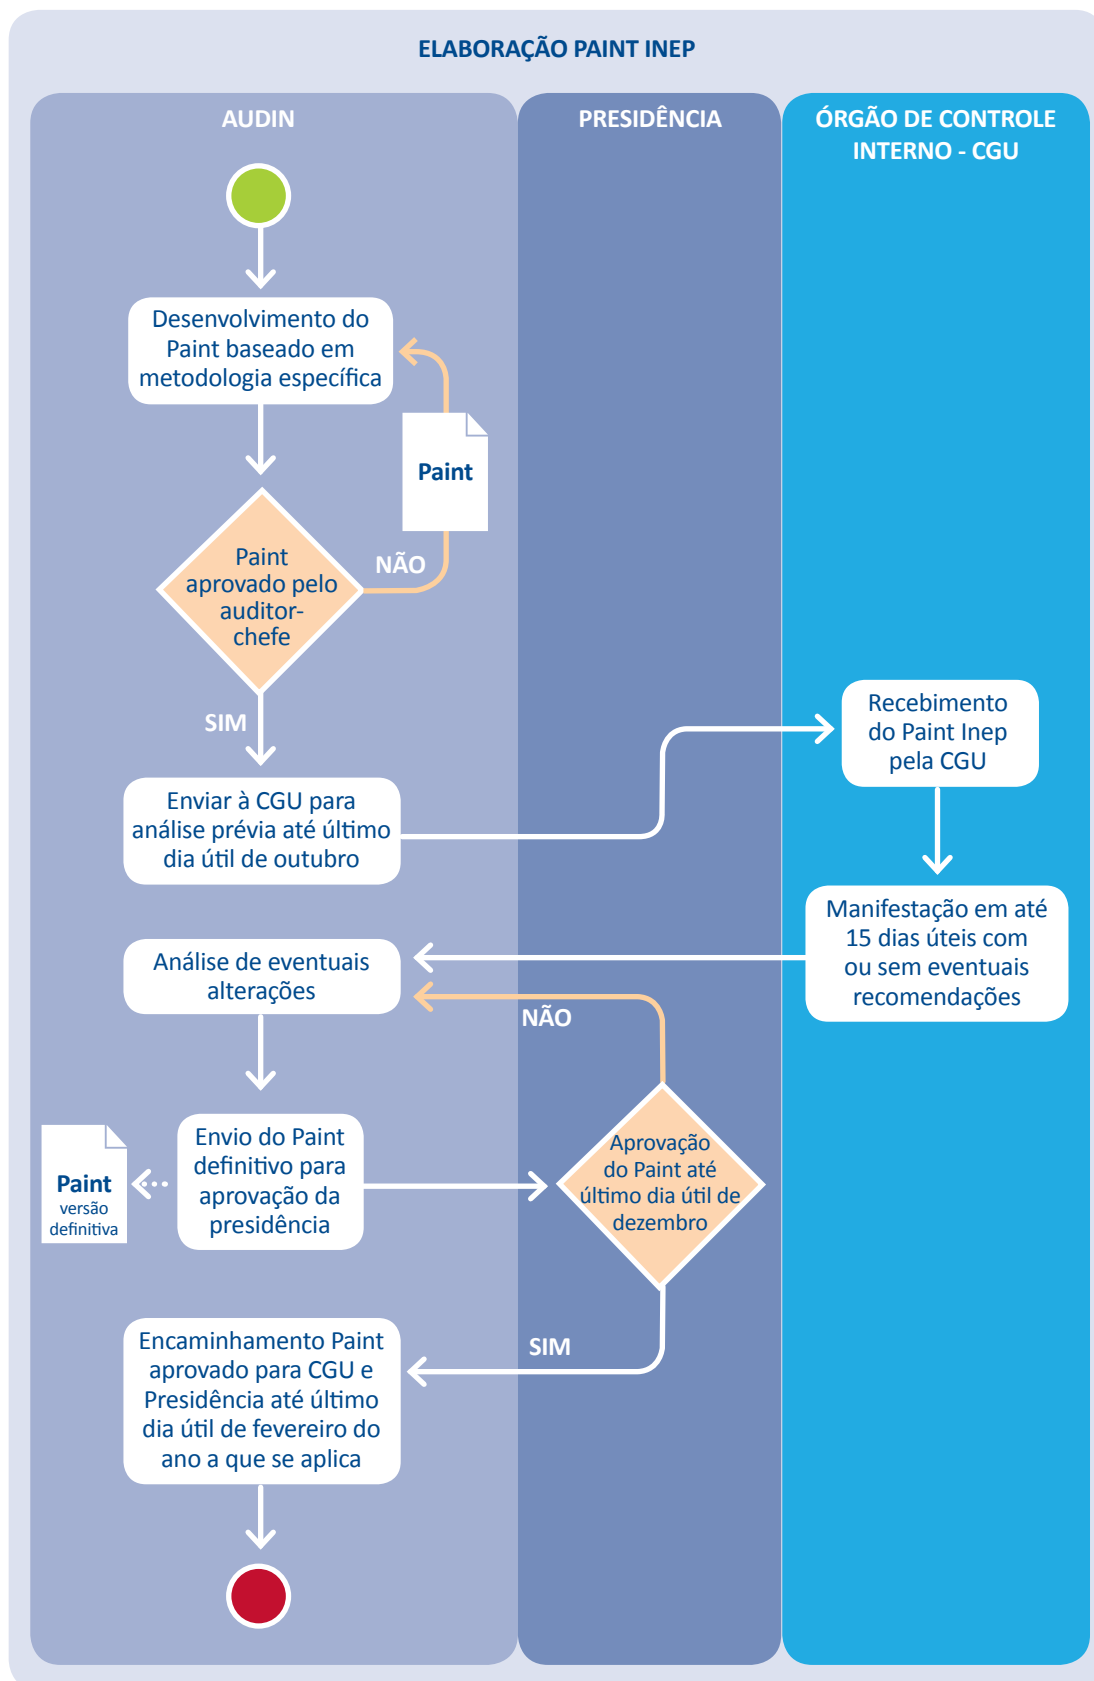 ELABORAÇÃO PAINT INEP
AUDIN
PRESIDÊNCIA
ÓRGÃO DE CONTROLE
INTERNO - CGU
Desenvolvimento do
Paint baseado em
metodologia específica
Paint
NÃO
Paint
aprovado pelo
auditor-
chefe
SIM
Recebimento
do Paint Inep
pela CGU
Enviar à CGU para
análise prévia até último
dia útil de outubro
Manifestação em até
15 dias úteis com
ou sem eventuais
recomendações
Análise de eventuais
alterações
NÃO
Envio do Paint
definitivo para
aprovação da
presidência
Paint
versão
definitiva
Aprovação
do Paint até
último dia útil de
dezembro
SIM
Encaminhamento Paint
aprovado para CGU e
Presidência até último
dia útil de fevereiro do
ano a que se aplica